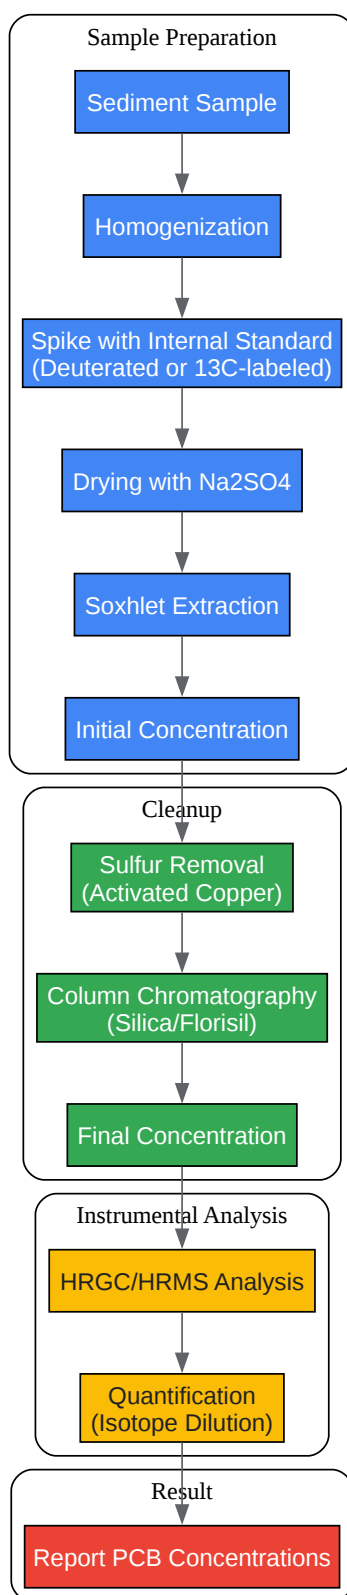 Sample Preparation
Sediment Sample
Homogenization
Spike with Internal Standard
(Deuterated or 13C-labeled)
Drying with Na2SO4
Soxhlet Extraction
Initial Concentration
Cleanup
Sulfur Removal
(Activated Copper)
Column Chromatography
(Silica/Florisil)
Final Concentration
Instrumental Analysis
HRGC/HRMS Analysis
Quantification
(Isotope Dilution)
Result
Report PCB Concentrations